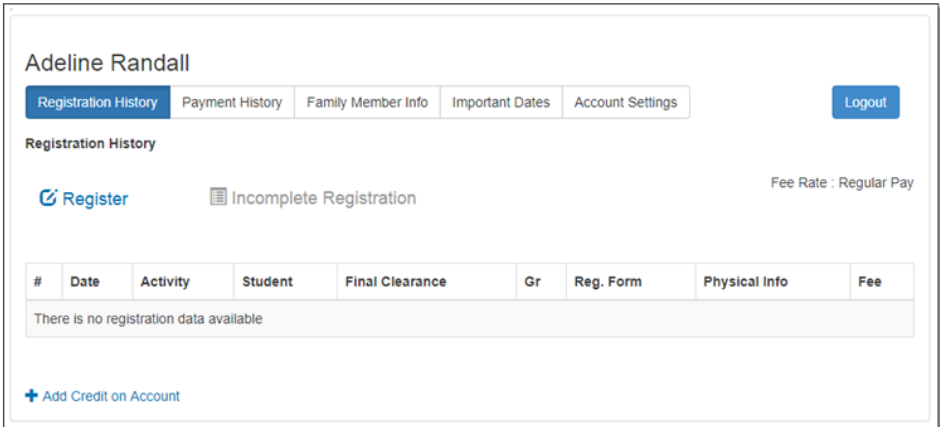 Adeline Randall
Registration History Payment History Family Member Info Important Dates Account Settings Logout
Registration History
Fee Rate : Regular Pay
Register Incomplete Registration
# Date Activity Student Final Clearance Gr Reg. Form Physical Info Fee
There is no registration data available
Add Credit on Account